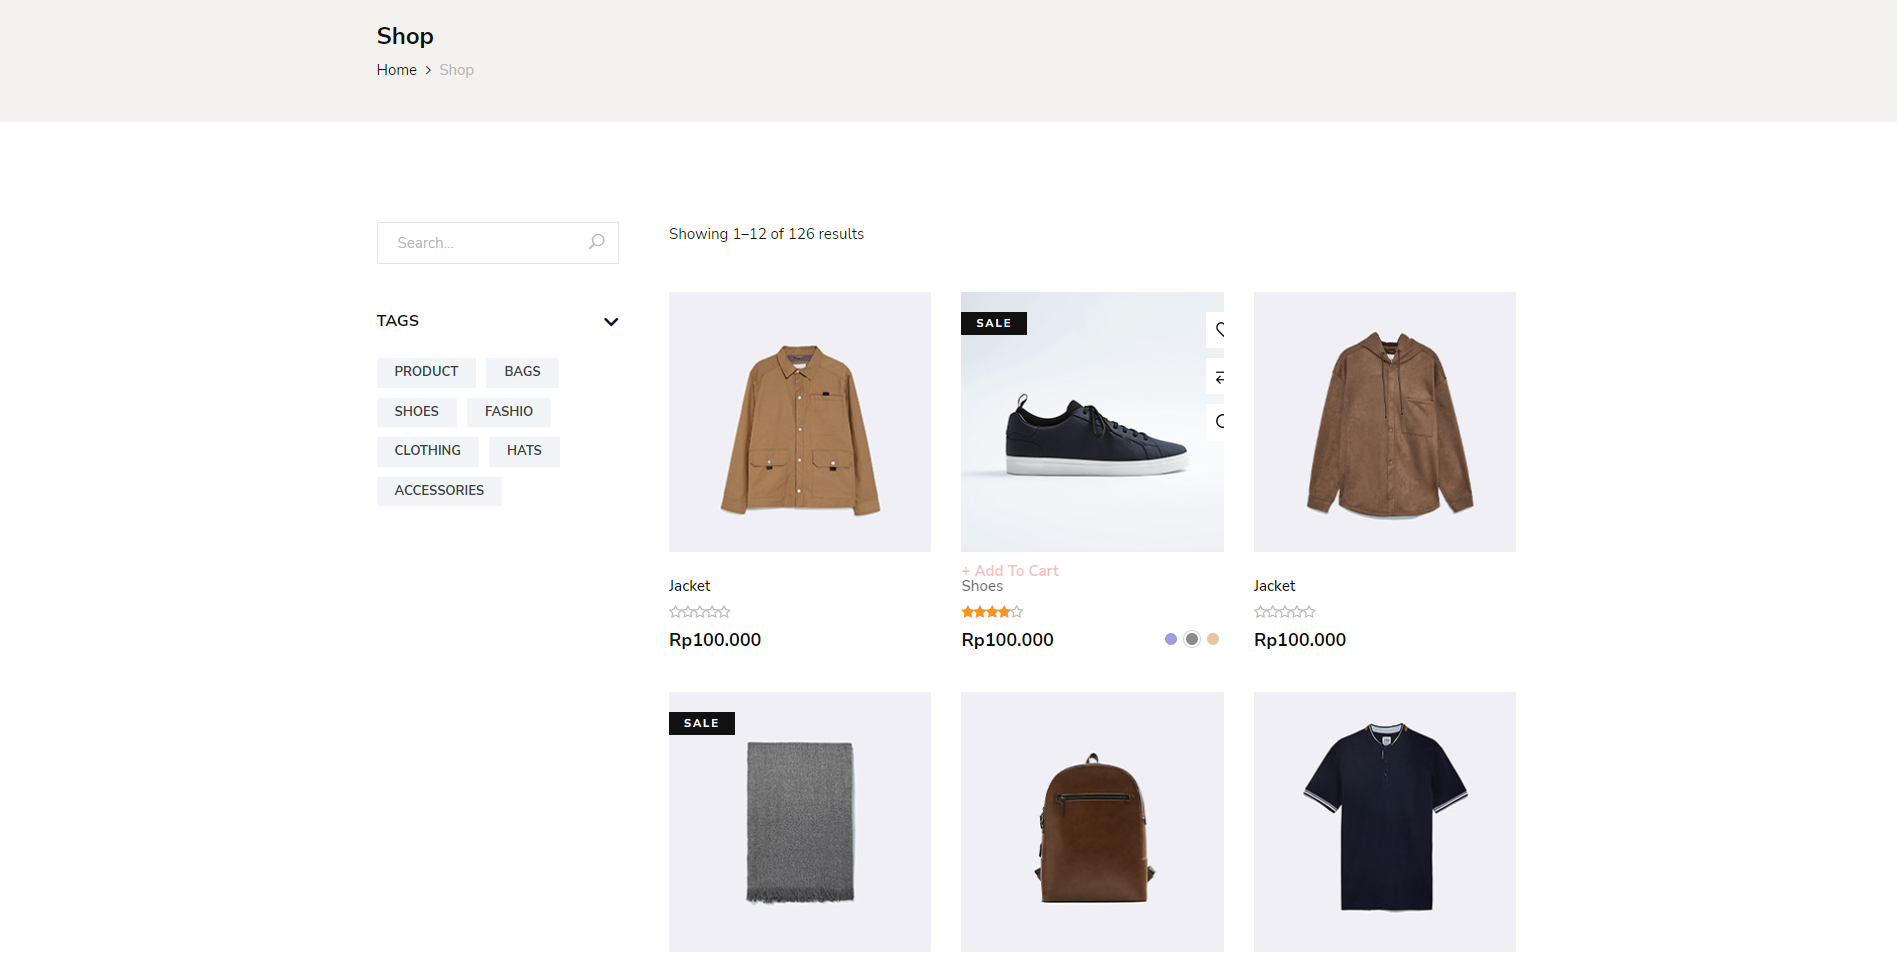 Shop
Home > Shop
Search...
Showing 1–12 of 126 results
TAGS
PRODUCT BAGS
SHOES FASHIO
CLOTHING HATS
ACCESSORIES
SALE
Jacket
Rp100.000
+ Add To Cart
Shoes
Rp100.000
Jacket
Rp100.000
SALE